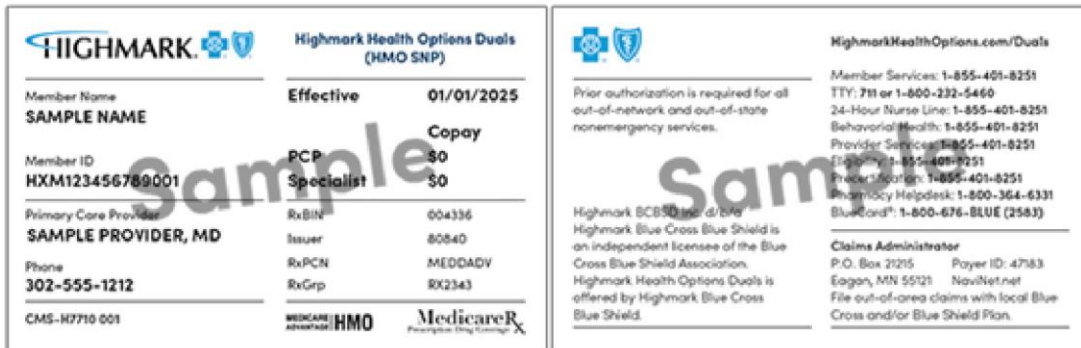 HIGHMARK.
Highmark Health Options Duals
(HMO SNP)
Member Name
SAMPLE NAME
Member ID
HXM123456789001
Effective 01/01/2025
Copay
PCP $0
Specialist $0
Primary Care Provider
SAMPLE PROVIDER, MD
Phone
302-555-1212
RxBIN 004336
Issuer 80840
RxPCN MEDDADV
RxGrp RX2343
CMS-H7710 001
MEDICARE
ADVANTAGE HMO
MedicareRx
Prescription Drug Coverage
Sample
Prior authorization is required for all
out-of-network and out-of-state
nonemergency services.
Highmark BCBSD Inc. d/b/a
Highmark Blue Cross Blue Shield is
an independent licensee of the Blue
Cross Blue Shield Association.
Highmark Health Options Duals is
offered by Highmark Blue Cross
Blue Shield.
HighmarkHealthOptions.com/Duals
Member Services: 1-855-401-8251
TTY: 711 or 1-800-232-5460
24-Hour Nurse Line: 1-855-401-8251
Behavioral Health: 1-855-401-8251
Provider Services: 1-855-401-8251
Eligibility: 1-855-401-8251
Precertification: 1-855-401-8251
Pharmacy Helpdesk: 1-800-364-6331
BlueCard®: 1-800-676-BLUE (2583)
Claims Administrator
P.O. Box 21215 Payer ID: 47183
Eagan, MN 55121 NaviNet.net
File out-of-area claims with local Blue
Cross and/or Blue Shield Plan.
Sample